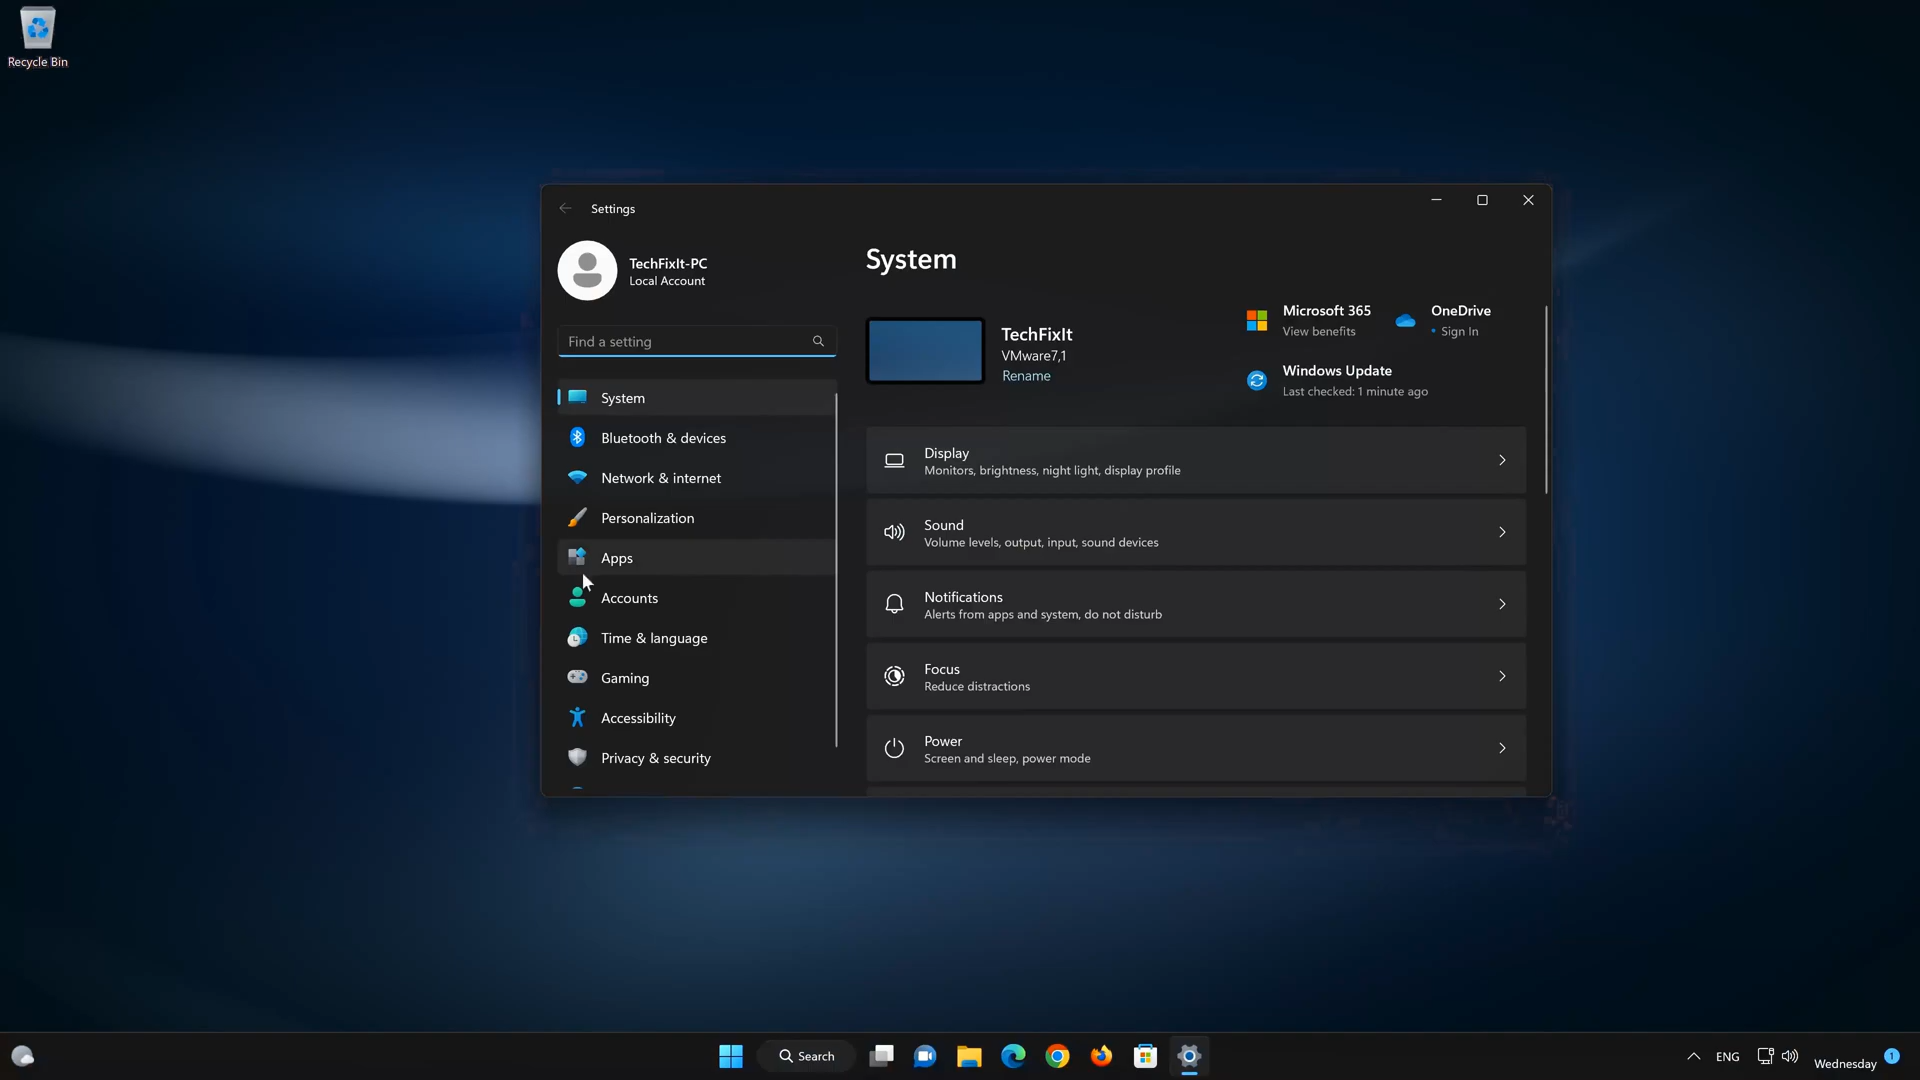 Recycle Bin
Settings
TechFixIt-PC
Local Account
Find a setting
System
Bluetooth & devices
Network & internet
Personalization
Apps
Accounts
Time & language
Gaming
Accessibility
Privacy & security
System
TechFixIt
VMware7,1
Rename
Microsoft 365
View benefits
OneDrive
• Sign In
Windows Update
Last checked: 1 minute ago
Display
Monitors, brightness, night light, display profile
Sound
Volume levels, output, input, sound devices
Notifications
Alerts from apps and system, do not disturb
Focus
Reduce distractions
Power
Screen and sleep, power mode
Search
ENG
Wednesday
1